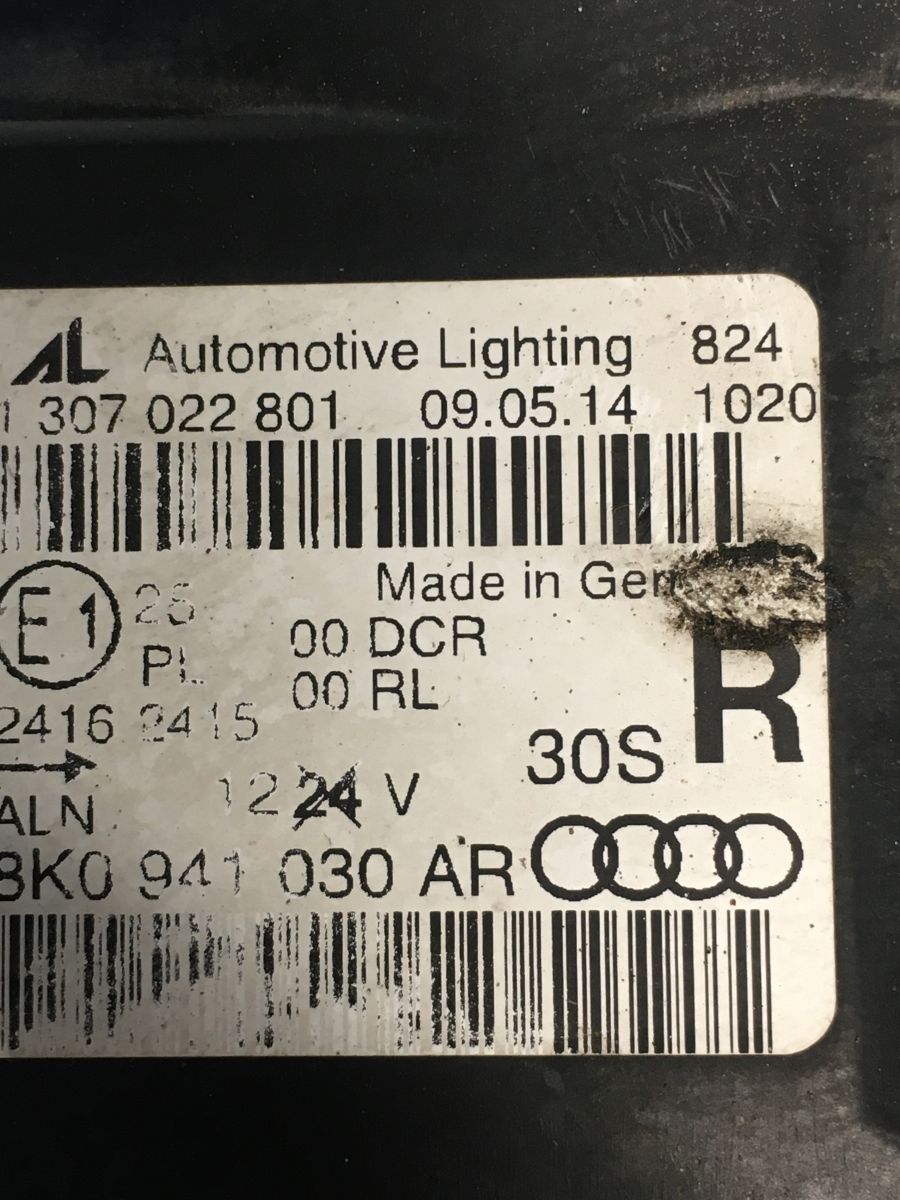 AL Automotive Lighting 824
1 307 022 801 09.05.14 1020
Made in
E1 25
00 DCR
PL
00 RL
R
2416 2415
30S
12 24 V
ALN
8K0 941 030 AR